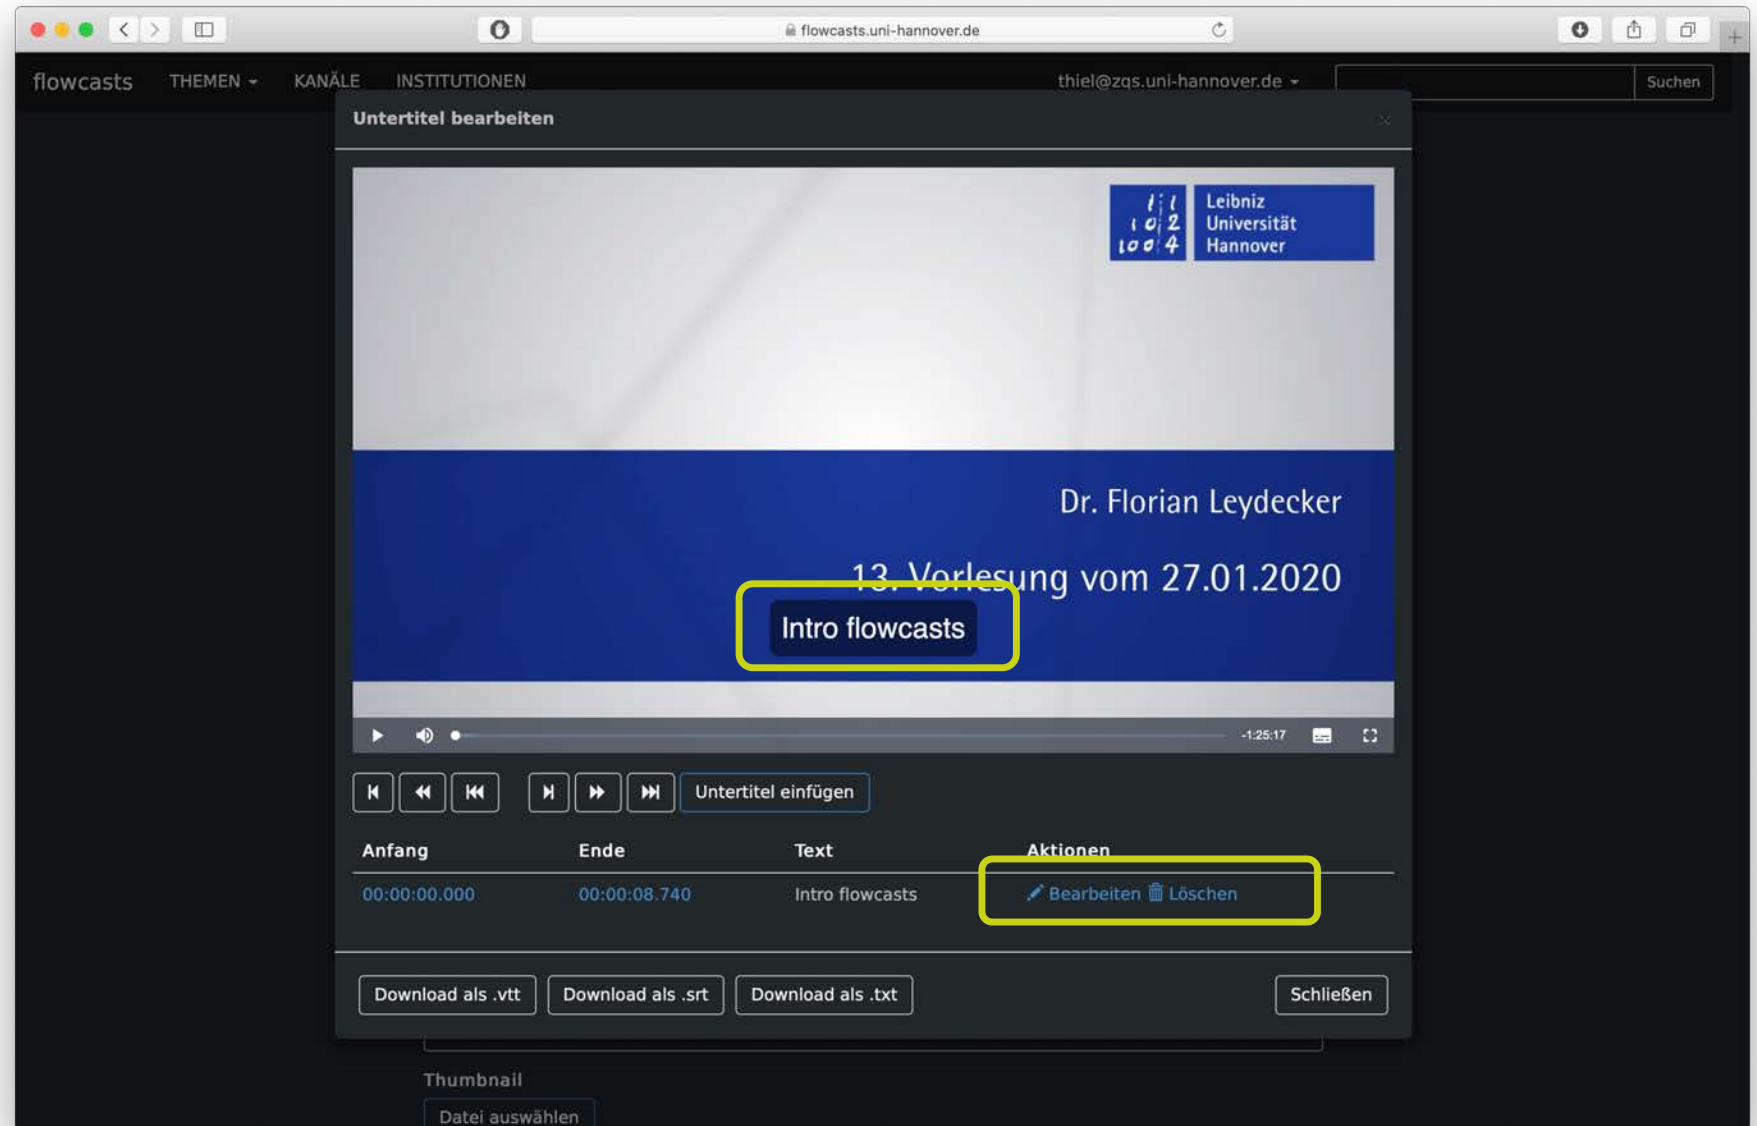 flowcasts.uni-hannover.de
flowcasts THEMEN KANÄLE INSTITUTIONEN thiel@zqs.uni-hannover.de Suchen
Untertitel bearbeiten
Leibniz
Universität
Hannover
Dr. Florian Leydecker
13. Vorlesung vom 27.01.2020
Intro flowcasts
-1:25:17
Untertitel einfügen
Anfang Ende Text Aktionen
00:00:00.000 00:00:08.740 Intro flowcasts Bearbeiten Löschen
Download als .vtt Download als .srt Download als .txt Schließen
Thumbnail
Datei auswählen